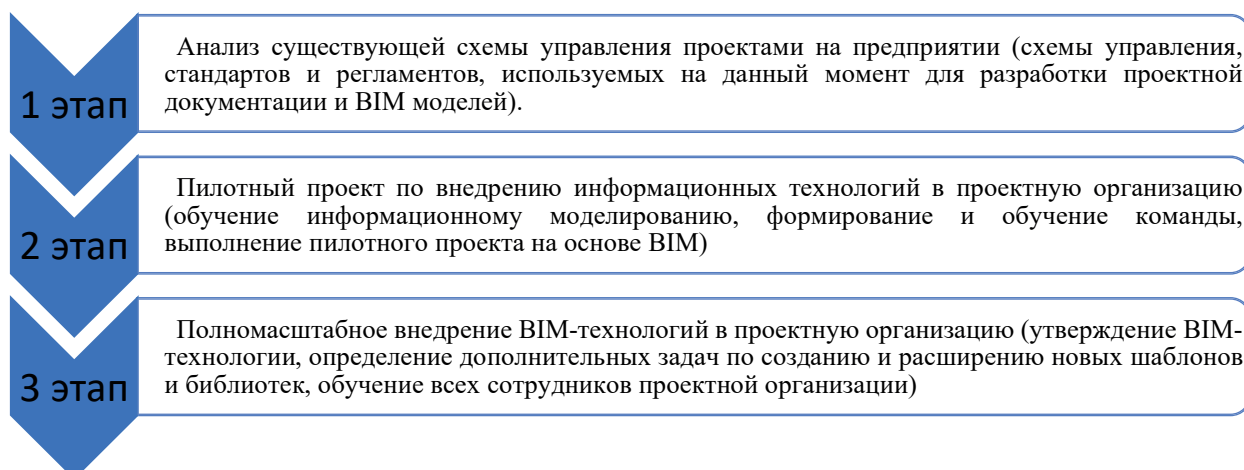 1 этап
Анализ существующей схемы управления проектами на предприятии (схемы управления,
стандартов и регламентов, используемых на данный момент для разработки проектной
документации и BIM моделей).
2 этап
Пилотный проект по внедрению информационных технологий в проектную организацию
(обучение информационному моделированию, формирование и обучение команды,
выполнение пилотного проекта на основе BIM)
3 этап
Полномасштабное внедрение BIM-технологий в проектную организацию (утверждение BIM-
технологии, определение дополнительных задач по созданию и расширению новых шаблонов
и библиотек, обучение всех сотрудников проектной организации)